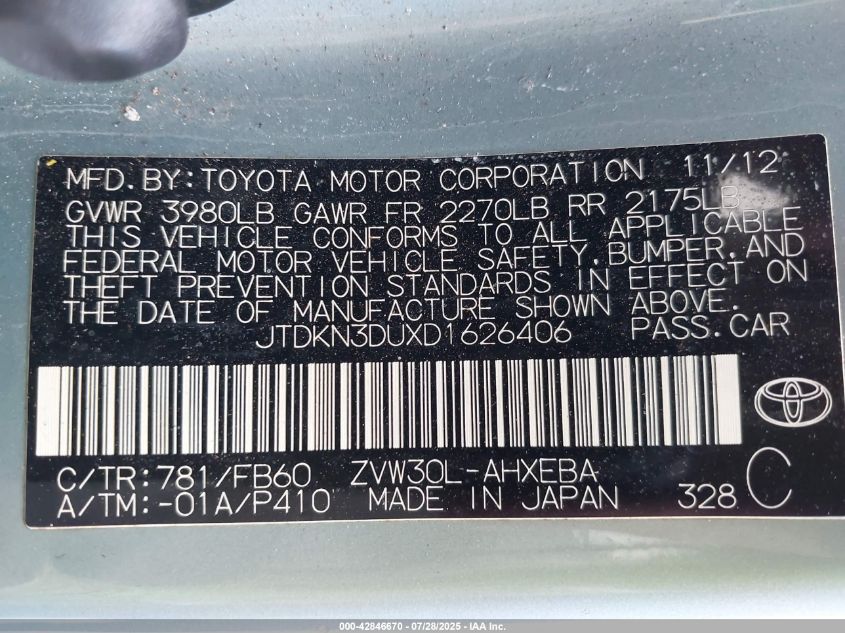 MFD.BY:TOYOTA MOTOR CORPORATION 11/12
GVWR 3980LB GAWR FR 2270LB RR 2175LB
THIS VEHICLE CONFORMS TO ALL APPLICABLE
FEDERAL MOTOR VEHICLE SAFETY,BUMPER,AND
THEFT PREVENTION STANDARDS IN EFFECT ON
THE DATE OF MANUFACTURE SHOWN ABOVE.
JTDKN3DUXD1626406 PASS.CAR
C/TR:781/FB60 ZVW30L-AHXEBA
A/TM:-01A/P410 MADE IN JAPAN 328 C
000-42846670 / 07/28/2025 - IAA Inc.